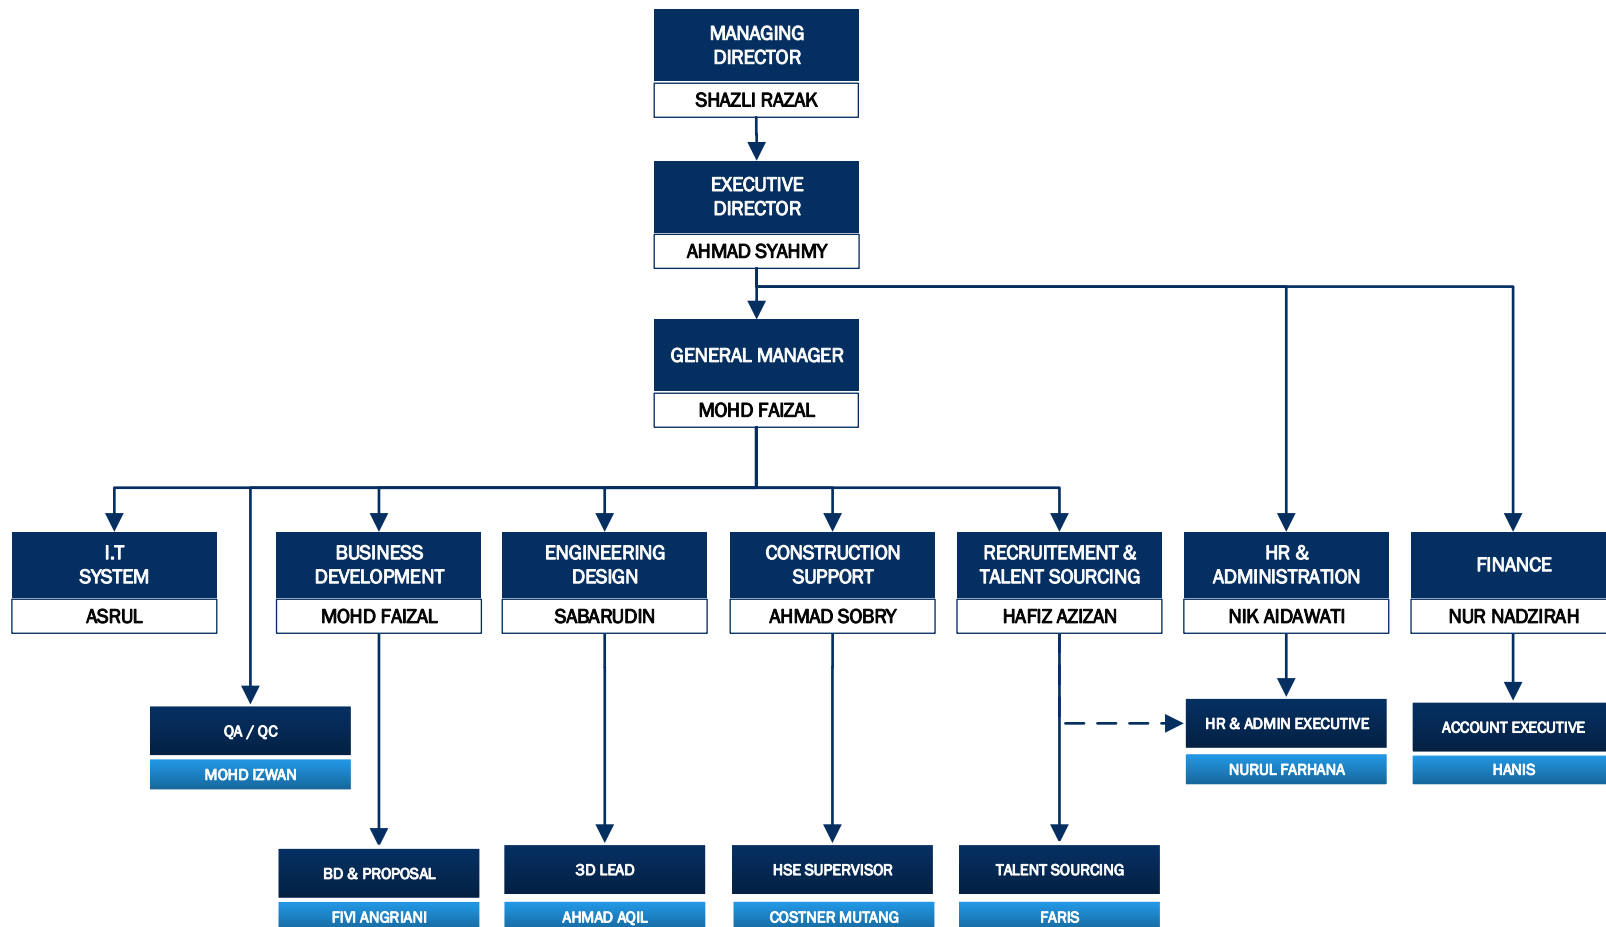 MANAGING
DIRECTOR
SHAZLI RAZAK
EXECUTIVE
DIRECTOR
AHMAD SYAHMY
GENERAL MANAGER
MOHD FAIZAL
I.T
SYSTEM
ASRUL
BUSINESS
DEVELOPMENT
MOHD FAIZAL
ENGINEERING
DESIGN
SABARUDIN
CONSTRUCTION
SUPPORT
AHMAD SOBRY
RECRUITEMENT &
TALENT SOURCING
HAFIZ AZIZAN
HR &
ADMINISTRATION
NIK AIDAWATI
FINANCE
NUR NADZIRAH
QA / QC
MOHD IZWAN
HR & ADMIN EXECUTIVE
NURUL FARHANA
ACCOUNT EXECUTIVE
HANIS
BD & PROPOSAL
FIVI ANGRIANI
3D LEAD
AHMAD AQIL
HSE SUPERVISOR
COSTNER MUTANG
TALENT SOURCING
FARIS